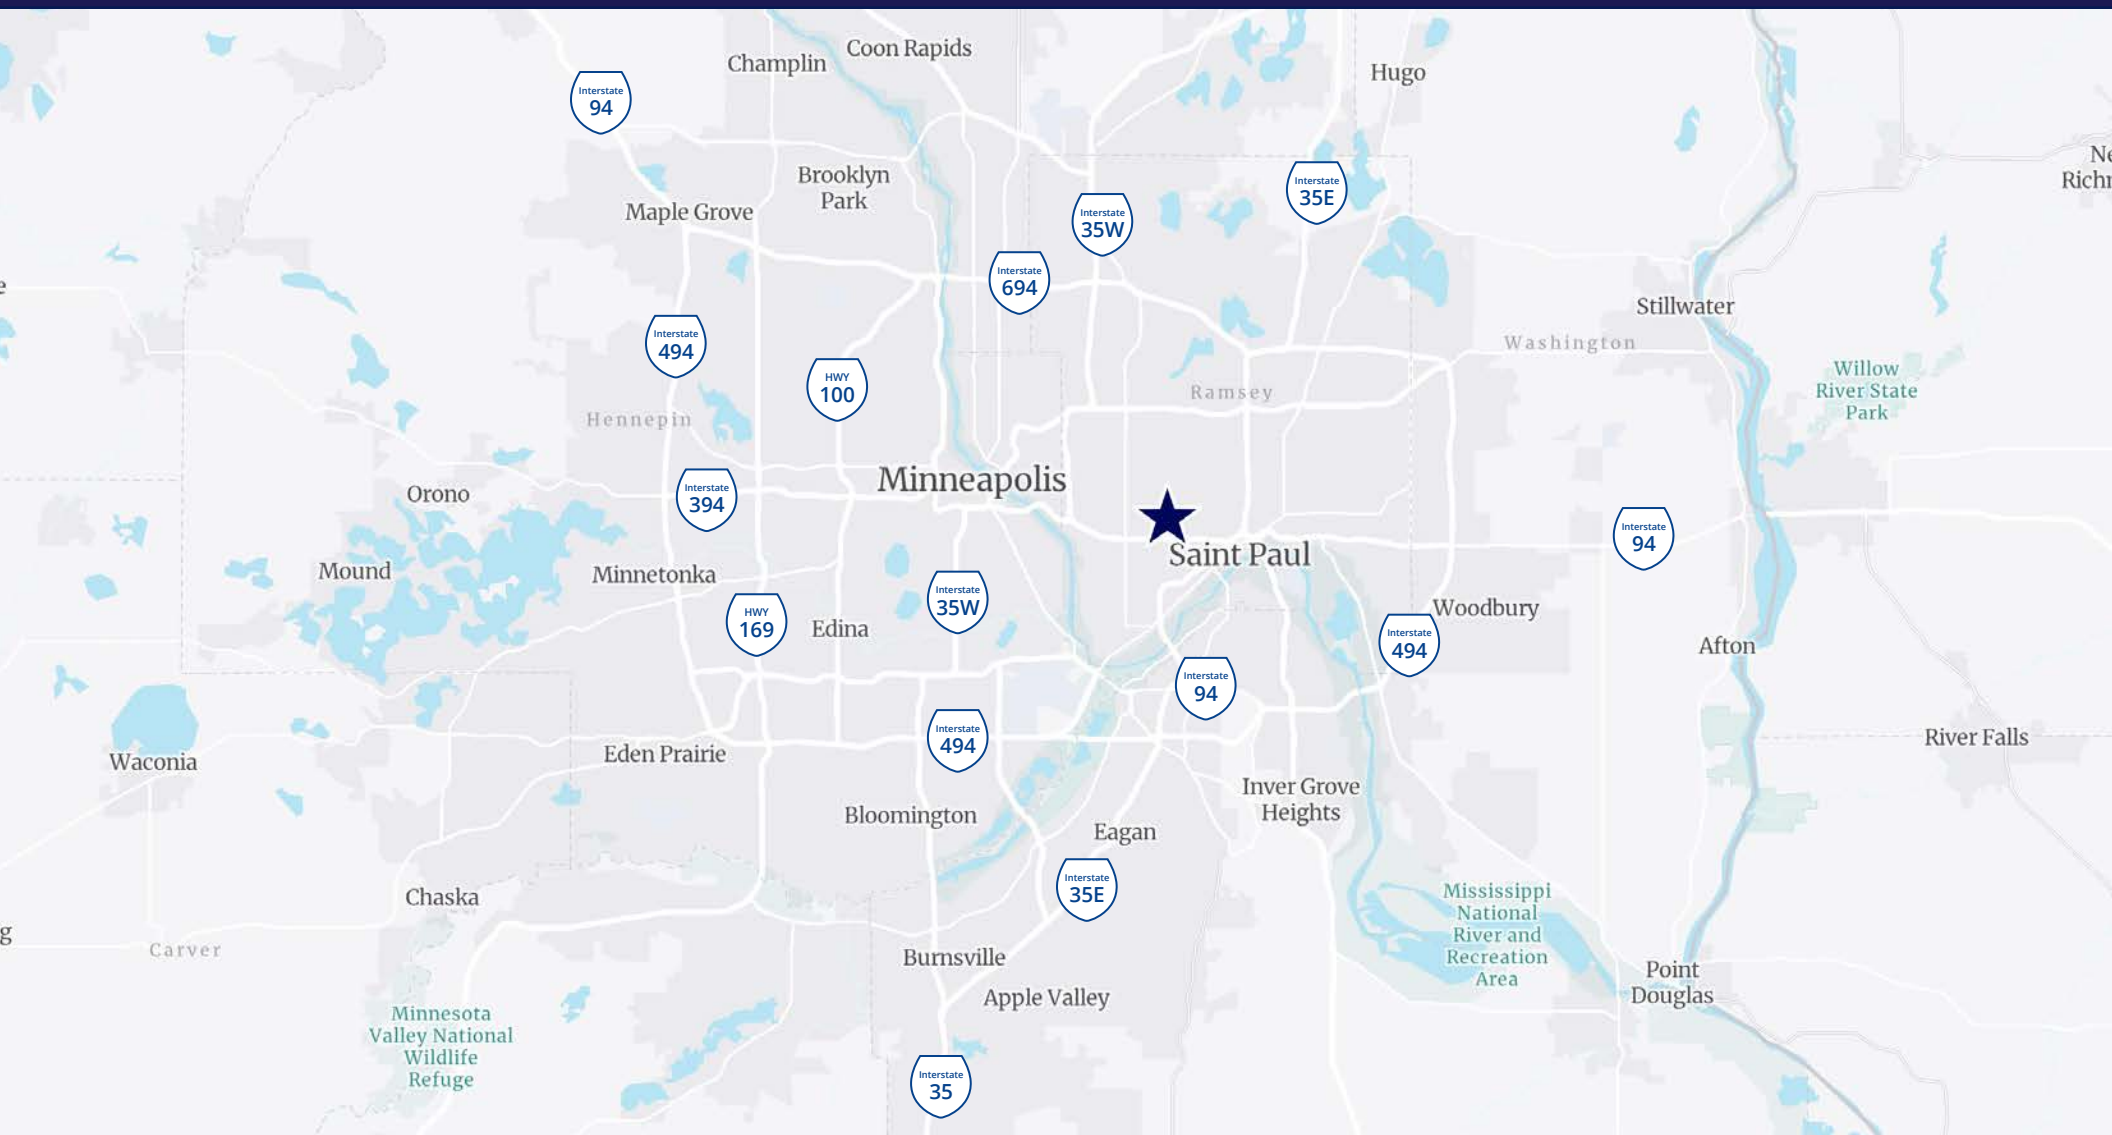 Coon Rapids
Champlin
Hugo
Interstate
94
Ne
Richr
Brooklyn
Park
Interstate
35E
Maple Grove
Interstate
35W
Interstate
694
e
Stillwater
Interstate
494
Washington
HWY
100
Willow
River State
Park
Ramsey
Hennepin
Minneapolis
Orono
Interstate
394
Interstate
94
Saint Paul
Mound
Minnetonka
Interstate
35W
Woodbury
HWY
169
Edina
Interstate
494
Afton
Interstate
94
Interstate
494
River Falls
Eden Prairie
Waconia
Inver Grove
Heights
Bloomington
Eagan
Interstate
35E
Chaska
Mississippi
National
River and
Recreation
Area
g
Carver
Burnsville
Point
Douglas
Apple Valley
Minnesota
Valley National
Wildlife
Refuge
Interstate
35